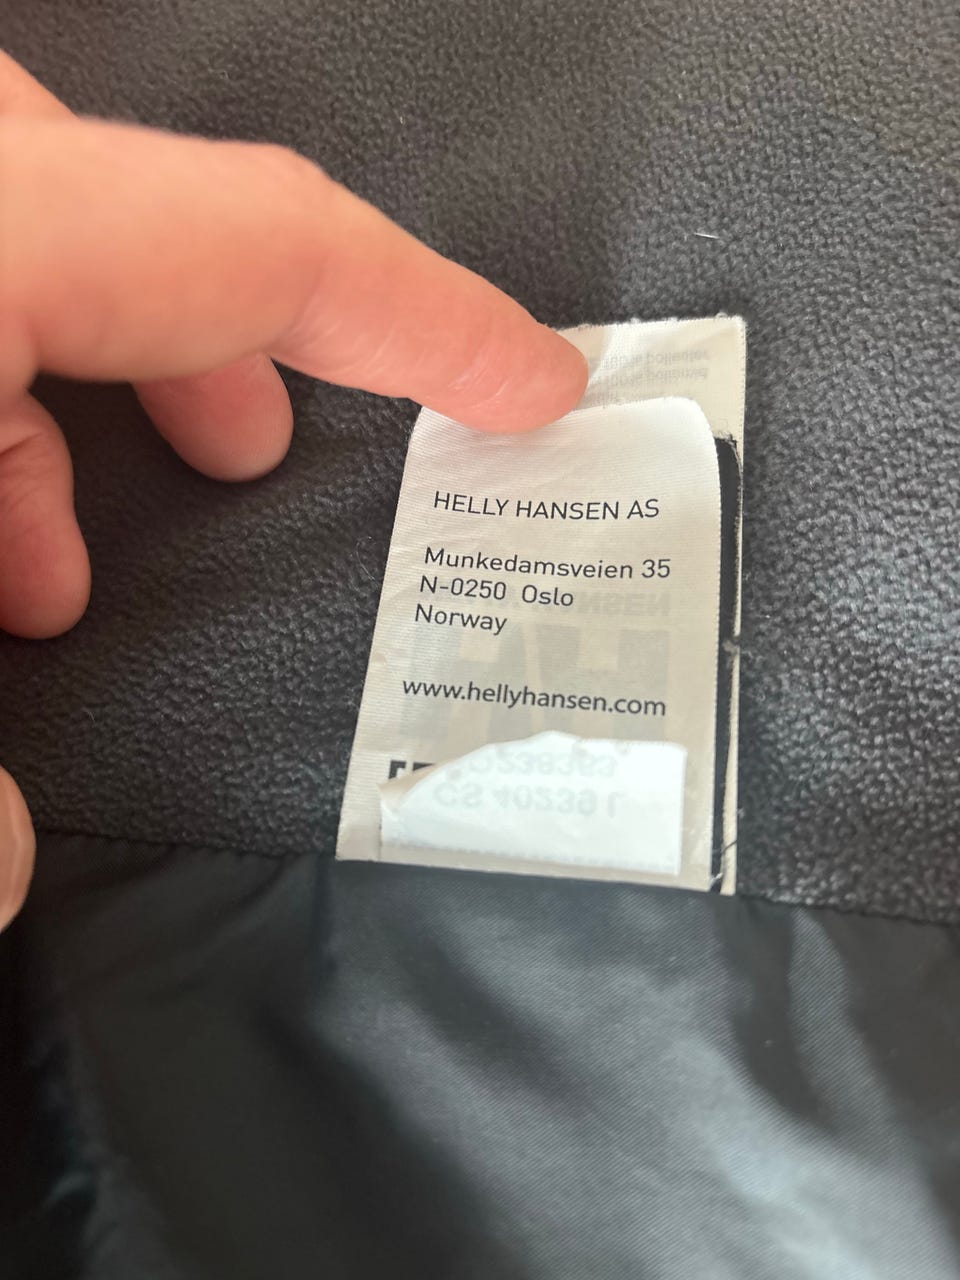 HELLY HANSEN AS
Munkedamsveien 35
N-0250 Oslo
Norway
www.hellyhansen.com